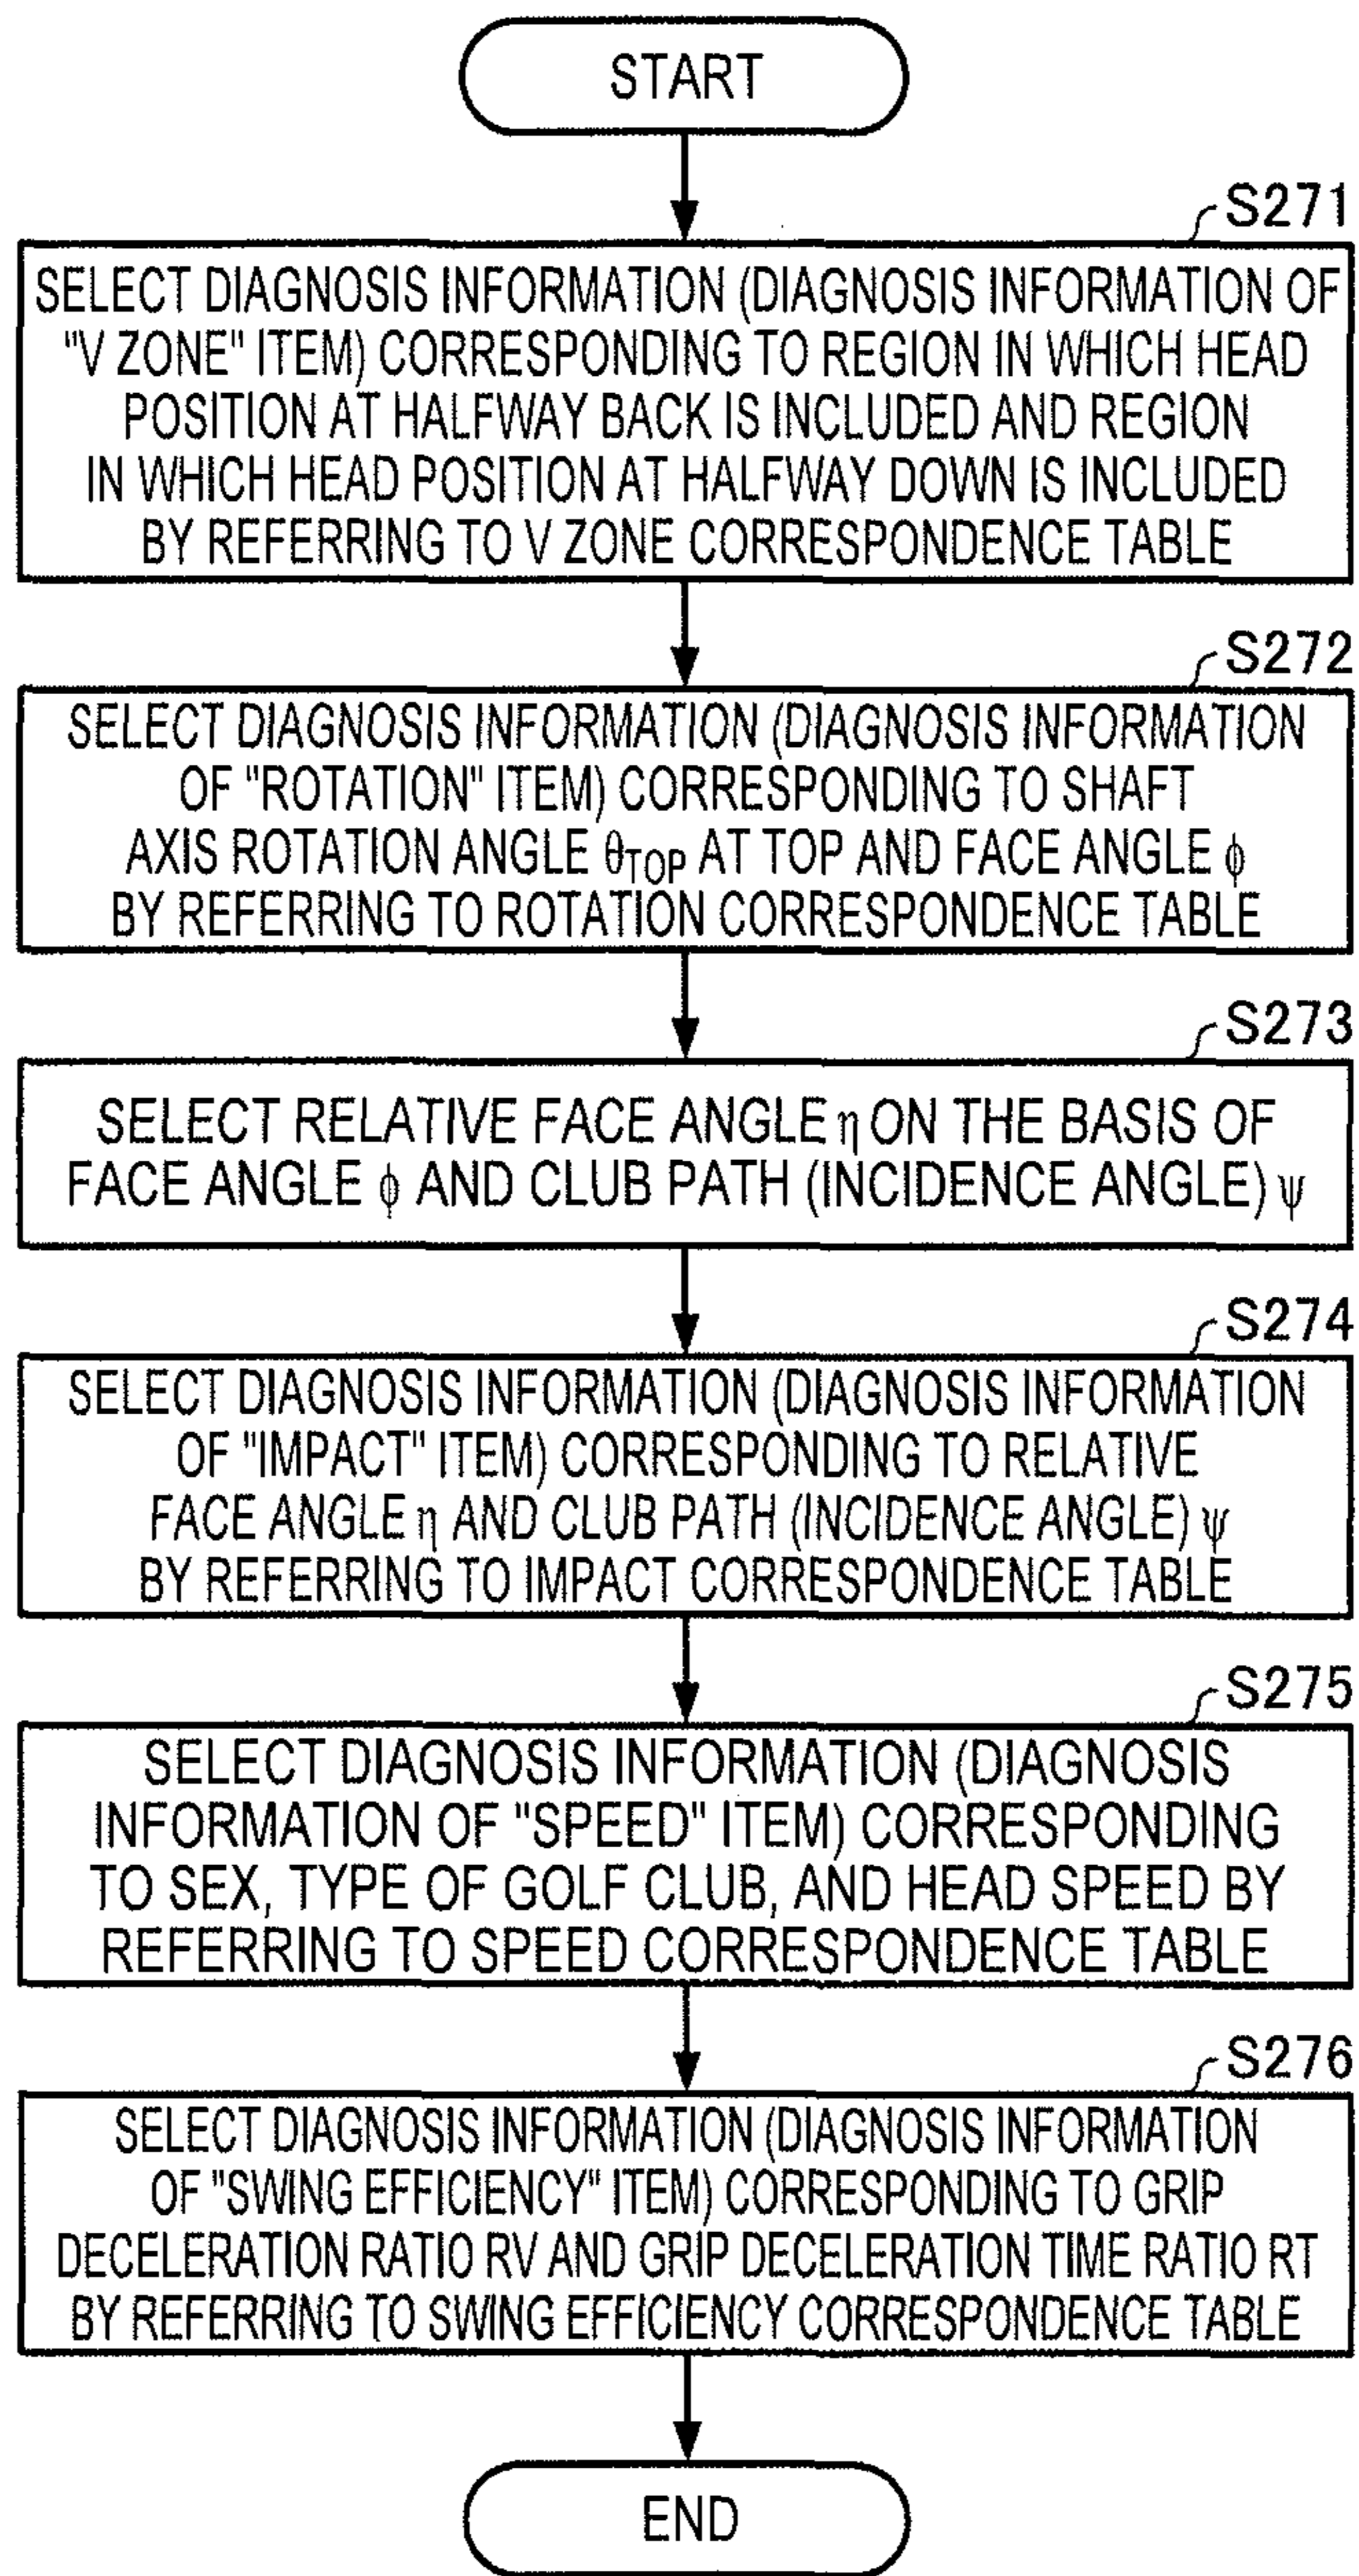 START
S271
SELECT DIAGNOSIS INFORMATION (DIAGNOSIS INFORMATION OF
"V ZONE" ITEM) CORRESPONDING TO REGION IN WHICH HEAD
POSITION AT HALFWAY BACK IS INCLUDED AND REGION
IN WHICH HEAD POSITION AT HALFWAY DOWN IS INCLUDED
BY REFERRING TO V ZONE CORRESPONDENCE TABLE
S272
SELECT DIAGNOSIS INFORMATION (DIAGNOSIS INFORMATION
OF "ROTATION" ITEM) CORRESPONDING TO SHAFT
AXIS ROTATION ANGLE θTOP AT TOP AND FACE ANGLE ϕ
BY REFERRING TO ROTATION CORRESPONDENCE TABLE
S273
SELECT RELATIVE FACE ANGLE η ON THE BASIS OF
FACE ANGLE ϕ AND CLUB PATH (INCIDENCE ANGLE) ψ
S274
SELECT DIAGNOSIS INFORMATION (DIAGNOSIS INFORMATION
OF "IMPACT" ITEM) CORRESPONDING TO RELATIVE
FACE ANGLE η AND CLUB PATH (INCIDENCE ANGLE) ψ
BY REFERRING TO IMPACT CORRESPONDENCE TABLE
S275
SELECT DIAGNOSIS INFORMATION (DIAGNOSIS
INFORMATION OF "SPEED" ITEM) CORRESPONDING
TO SEX, TYPE OF GOLF CLUB, AND HEAD SPEED BY
REFERRING TO SPEED CORRESPONDENCE TABLE
S276
SELECT DIAGNOSIS INFORMATION (DIAGNOSIS INFORMATION
OF "SWING EFFICIENCY" ITEM) CORRESPONDING TO GRIP
DECELERATION RATIO RV AND GRIP DECELERATION TIME RATIO RT
BY REFERRING TO SWING EFFICIENCY CORRESPONDENCE TABLE
END